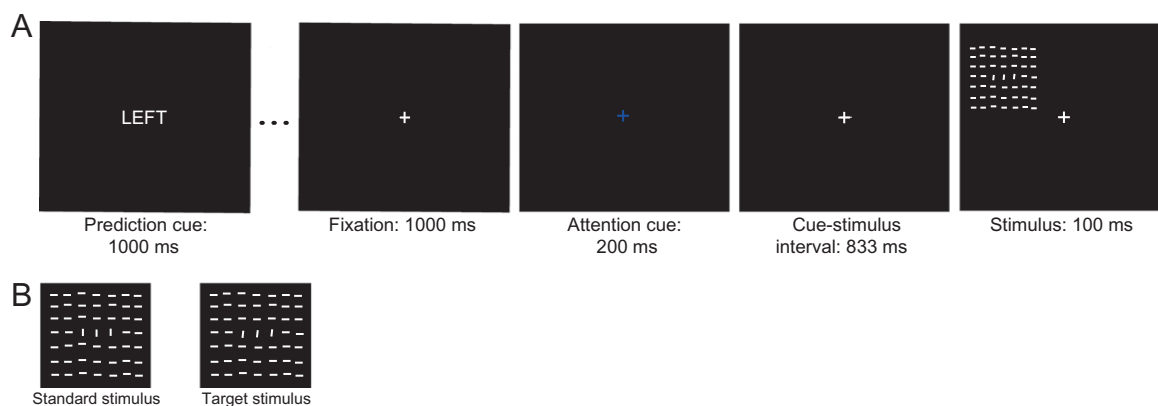 A
LEFT
...
Prediction cue:
1000 ms
Fixation: 1000 ms
Attention cue:
200 ms
Cue-stimulus
interval: 833 ms
Stimulus: 100 ms
B
Standard stimulus
Target stimulus